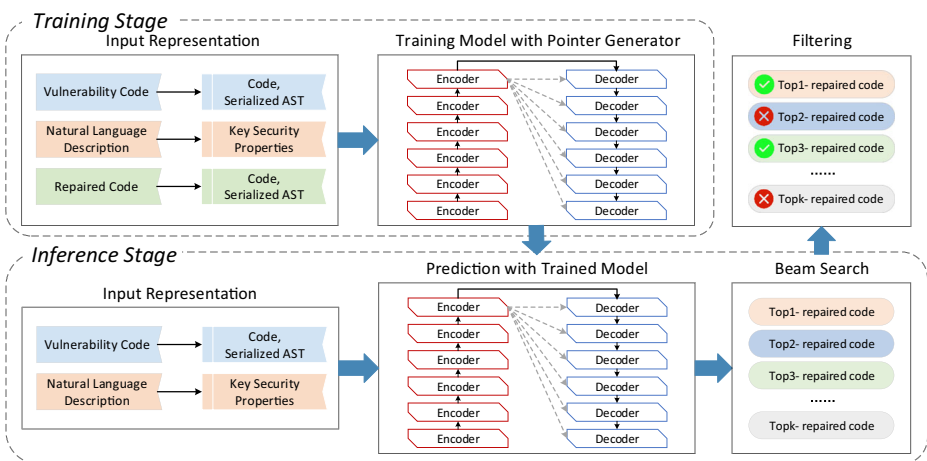 Training Stage
Input Representation
Vulnerability Code
Code,
Serialized AST
Natural Language
Description
Key Security
Properties
Repaired Code
Code,
Serialized AST
Training Model with Pointer Generator
Encoder
Encoder
Encoder
Encoder
Encoder
Encoder
Decoder
Decoder
Decoder
Decoder
Decoder
Decoder
Filtering
Top1- repaired code
Top2- repaired code
Top3- repaired code
......
Topk- repaired code
Inference Stage
Input Representation
Vulnerability Code
Code,
Serialized AST
Natural Language
Description
Key Security
Properties
Prediction with Trained Model
Encoder
Encoder
Encoder
Encoder
Encoder
Encoder
Decoder
Decoder
Decoder
Decoder
Decoder
Decoder
Beam Search
Top1- repaired code
Top2- repaired code
Top3- repaired code
......
Topk- repaired code